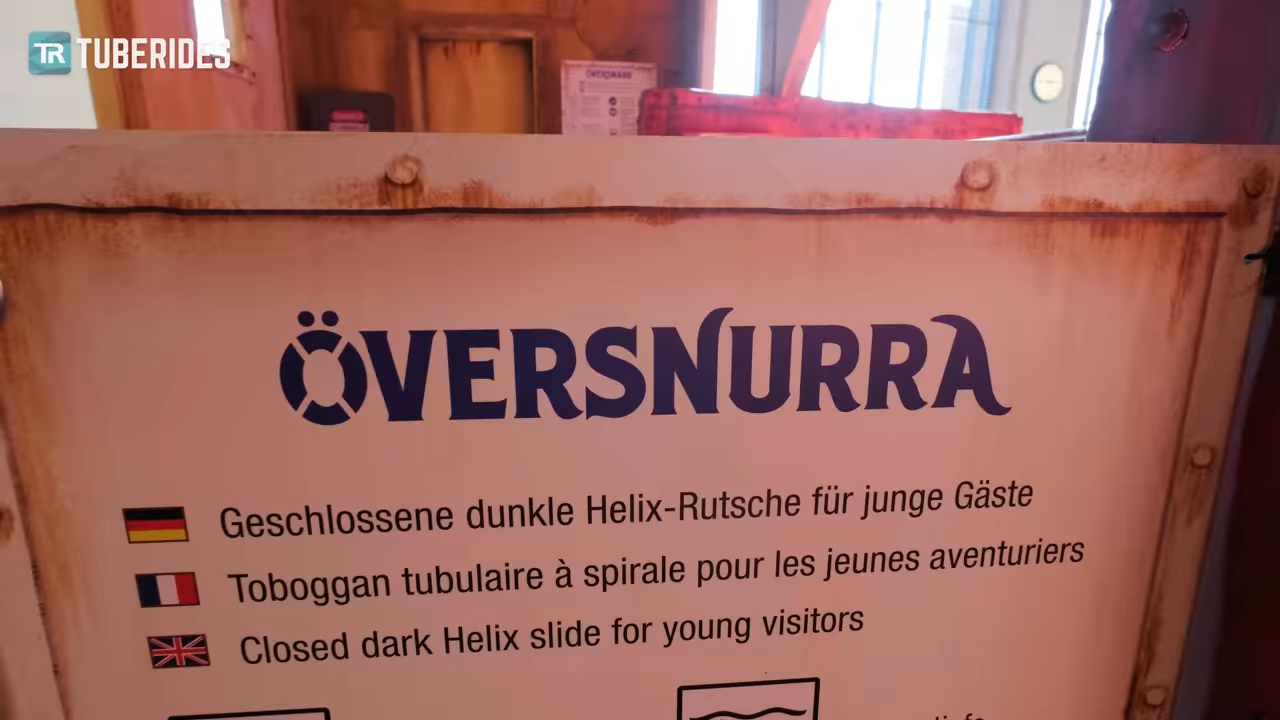 TR TUBERIDES
ÖVERSNURRA
Geschlossene dunkle Helix-Rutsche für junge Gäste
Toboggan tubulaire à spirale pour les jeunes aventuriers
Closed dark Helix slide for young visitors